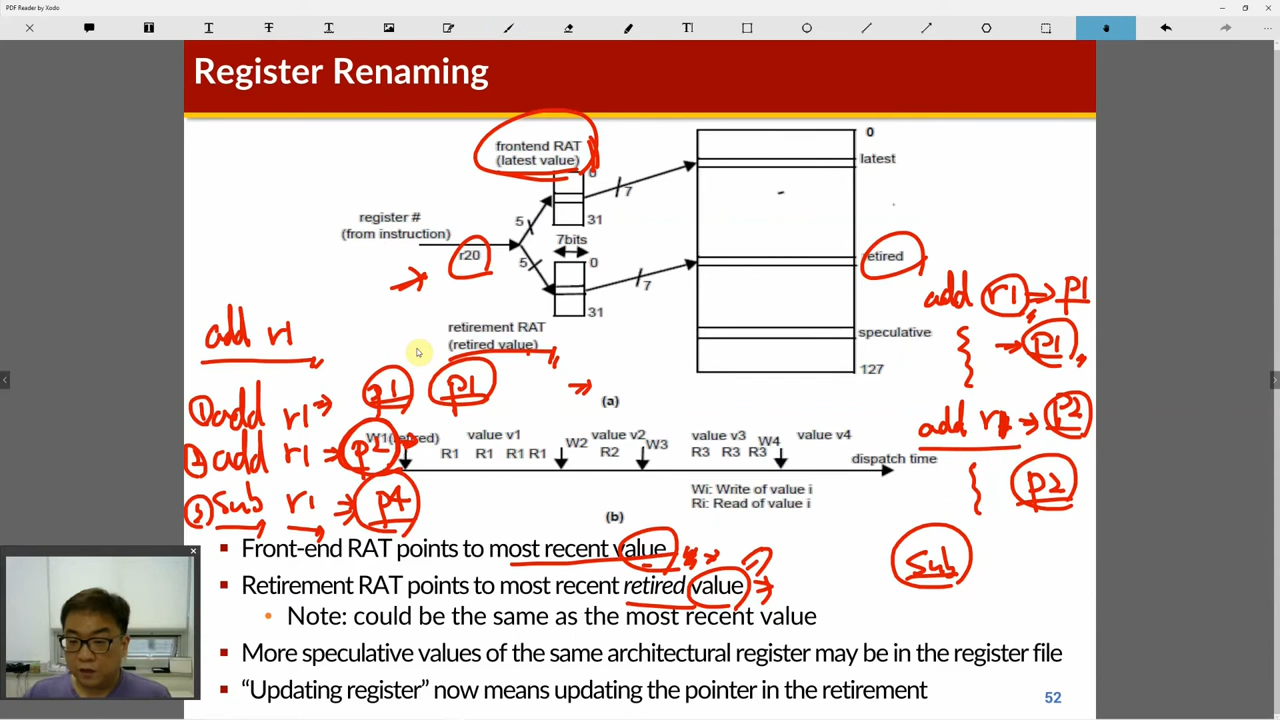 PDF Reader by Xodo
Register Renaming
frontend RAT
(latest value)
0
31
7
0
latest
register #
(from instruction)
r20
5
5
7bits
0
31
7
retired
retirement RAT
(retired value)
speculative
127
add r1
add r1 ⇒ p1
→ p1,
① add r1 → p1 p1
② add r1 ⇒ p2
③ sub r1 ⇒ p4
add r1 ⇒ p2
p2
sub
(a)
W1(retired)
value v1
R1 R1 R1 R1
W2
value v2
R2
W3
value v3
R3 R3 R3
W4
value v4
dispatch time
Wi: Write of value i
Ri: Read of value i
(b)
▪ Front-end RAT points to most recent value
▪ Retirement RAT points to most recent retired value
• Note: could be the same as the most recent value
▪ More speculative values of the same architectural register may be in the register file
▪ “Updating register” now means updating the pointer in the retirement
52